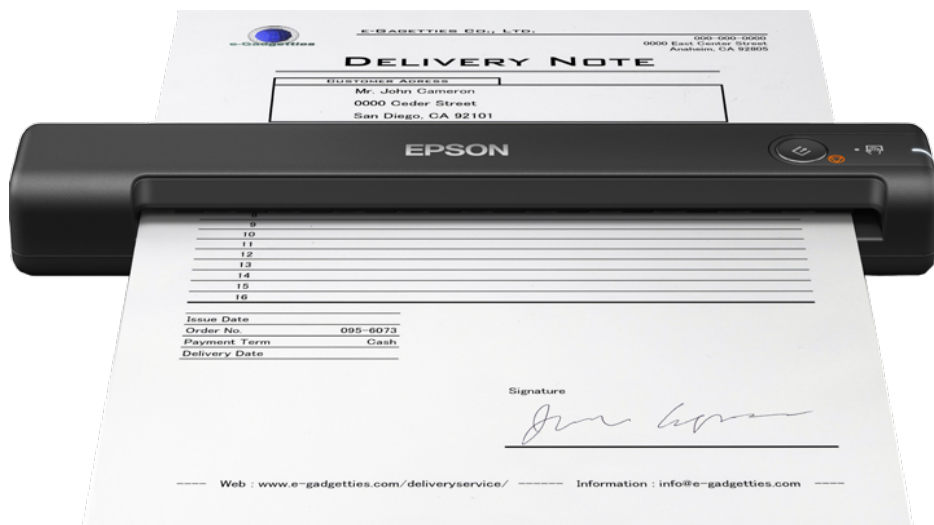 e-Gadgetties
E-GAGETTIES CO., LTD.
000-000-0000
0000 East Center Street
Anaheim, CA 92805
DELIVERY NOTE
CUSTOMER ADRESS
Mr. John Cameron
0000 Ceder Street
San Diego, CA 92101
EPSON
8
9
10
11
12
13
14
15
16
Issue Date
Order No. 095-6073
Payment Term Cash
Delivery Date
Signature
Web : www.e-gadgetties.com/deliveryservice/
Information : info@e-gadgetties.com